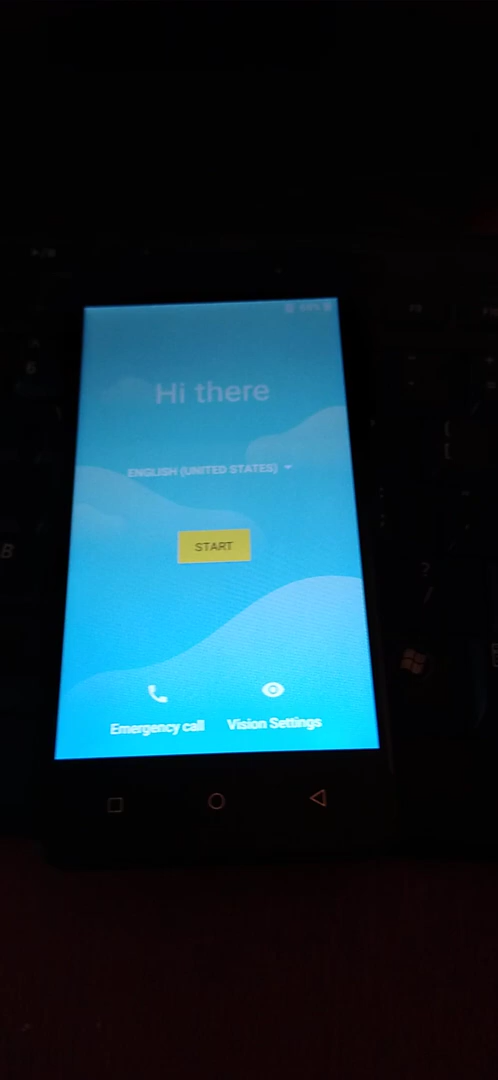 Hi there
ENGLISH (UNITED STATES)
START
Emergency call
Vision Settings
B
?
/